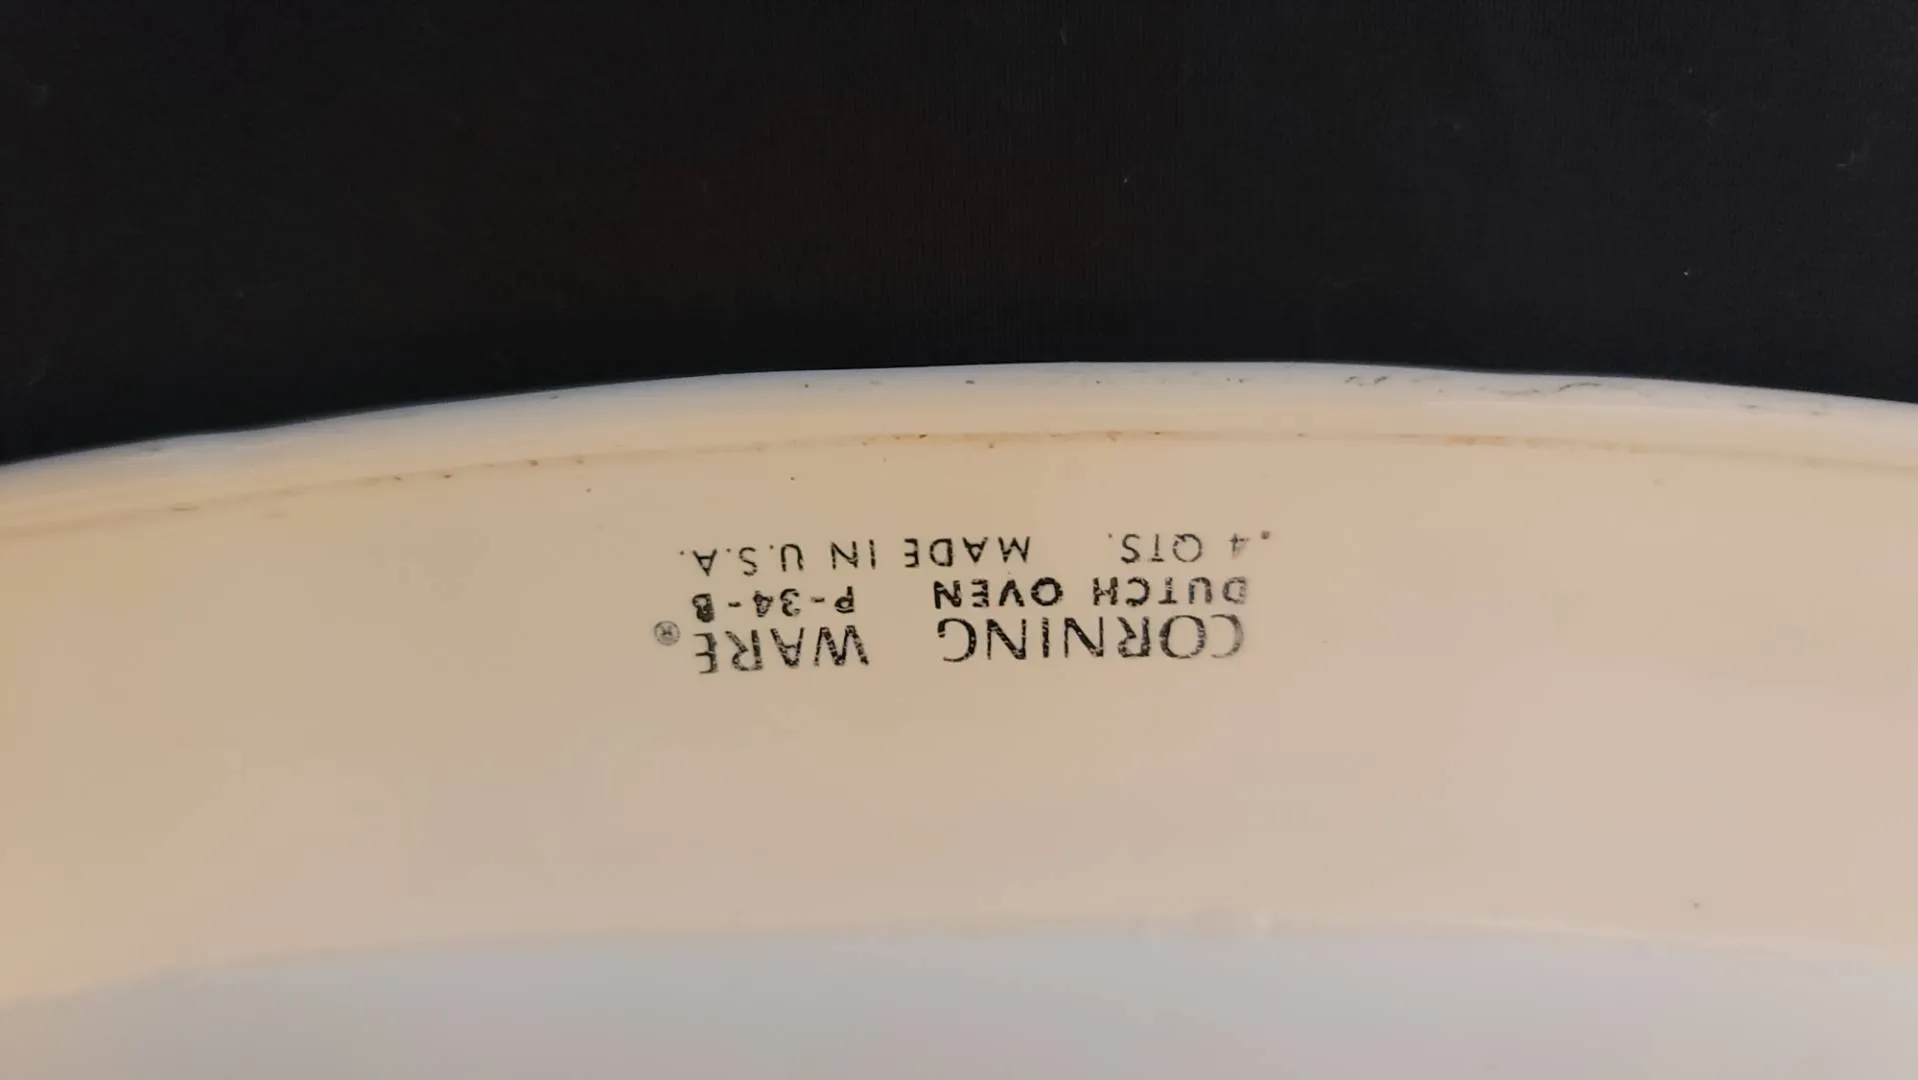 CORNING WARE®
DUTCH OVEN P-34-B
.4 QTS. MADE IN U.S.A.